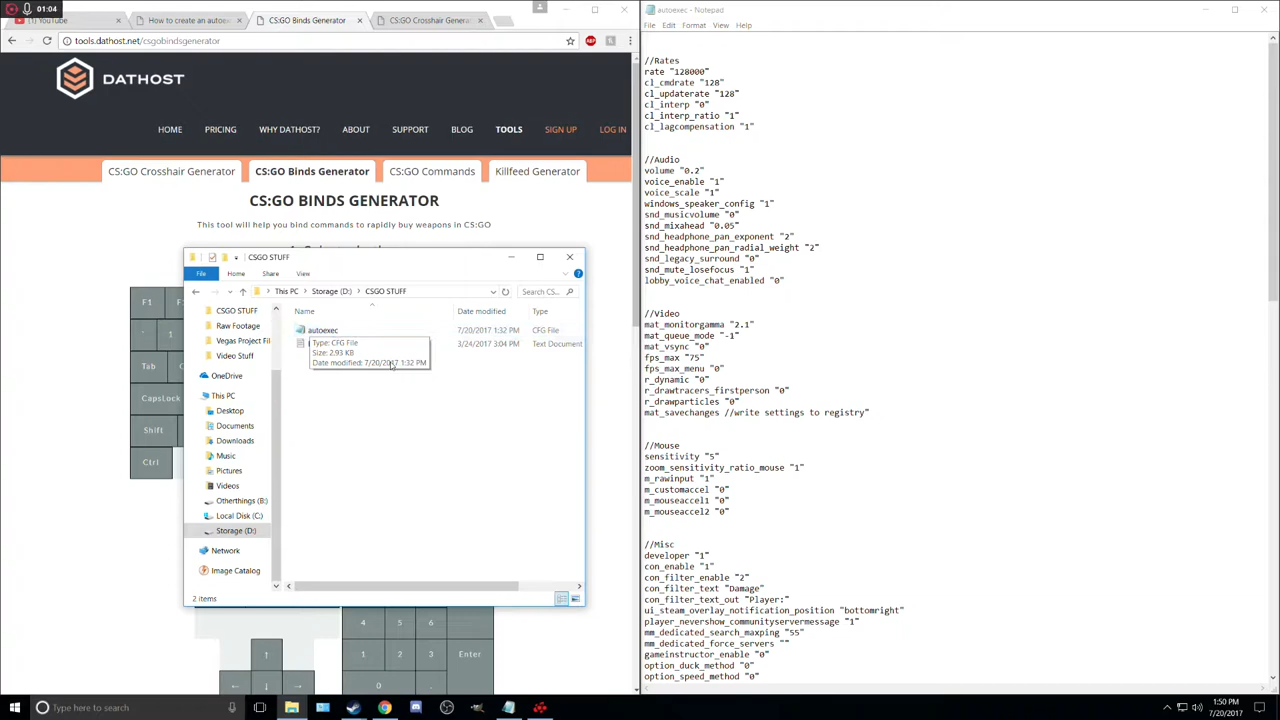 01:04
(1) YouTube
How to create an autoex
CS:GO Binds Generator
CS:GO Crosshair Genera
tools.dathost.net/csgobindsgenerator
DATHOST
HOME PRICING WHY DATHOST? ABOUT SUPPORT BLOG TOOLS SIGN UP LOG IN
CS:GO Crosshair Generator
CS:GO Binds Generator
CS:GO Commands
Killfeed Generator
CS:GO BINDS GENERATOR
This tool will help you bind commands to rapidly buy weapons in CS:GO
F1
1
Tab
CapsLock
Shift
Ctrl
CSGO STUFF
File Home Share View
This PC > Storage (D:) > CSGO STUFF
Search CS...
Name Date modified Type
autoexec 7/20/2017 1:32 PM CFG File
3/24/2017 3:04 PM Text Document
Type: CFG File
Size: 2.93 KB
Date modified: 7/20/2017 1:32 PM
CSGO STUFF
Raw Footage
Vegas Project Fil
Video Stuff
OneDrive
This PC
Desktop
Documents
Downloads
Music
Pictures
Videos
Otherthings (B:)
Local Disk (C:)
Storage (D:)
Network
Image Catalog
2 items
4 5 6
1 2 3 Enter
0 .
↑
← ↓ →
autoexec - Notepad
File Edit Format View Help
//Rates
rate "128000"
cl_cmdrate "128"
cl_updaterate "128"
cl_interp "0"
cl_interp_ratio "1"
cl_lagcompensation "1"
//Audio
volume "0.2"
voice_enable "1"
voice_scale "1"
windows_speaker_config "1"
snd_musicvolume "0"
snd_mixahead "0.05"
snd_headphone_pan_exponent "2"
snd_headphone_pan_radial_weight "2"
snd_legacy_surround "0"
snd_mute_losefocus "1"
lobby_voice_chat_enabled "0"
//Video
mat_monitorgamma "2.1"
mat_queue_mode "-1"
mat_vsync "0"
fps_max "75"
fps_max_menu "0"
r_dynamic "0"
r_drawtracers_firstperson "0"
r_drawparticles "0"
mat_savechanges //write settings to registry"
//Mouse
sensitivity "5"
zoom_sensitivity_ratio_mouse "1"
m_rawinput "1"
m_customaccel "0"
m_mouseaccel1 "0"
m_mouseaccel2 "0"
//Misc
developer "1"
con_enable "1"
con_filter_enable "2"
con_filter_text "Damage"
con_filter_text_out "Player:"
ui_steam_overlay_notification_position "bottomright"
player_nevershow_communityservermessage "1"
mm_dedicated_search_maxping "55"
mm_dedicated_force_servers ""
gameinstructor_enable "0"
option_duck_method "0"
option_speed_method "0"
Type here to search
1:50 PM
7/20/2017